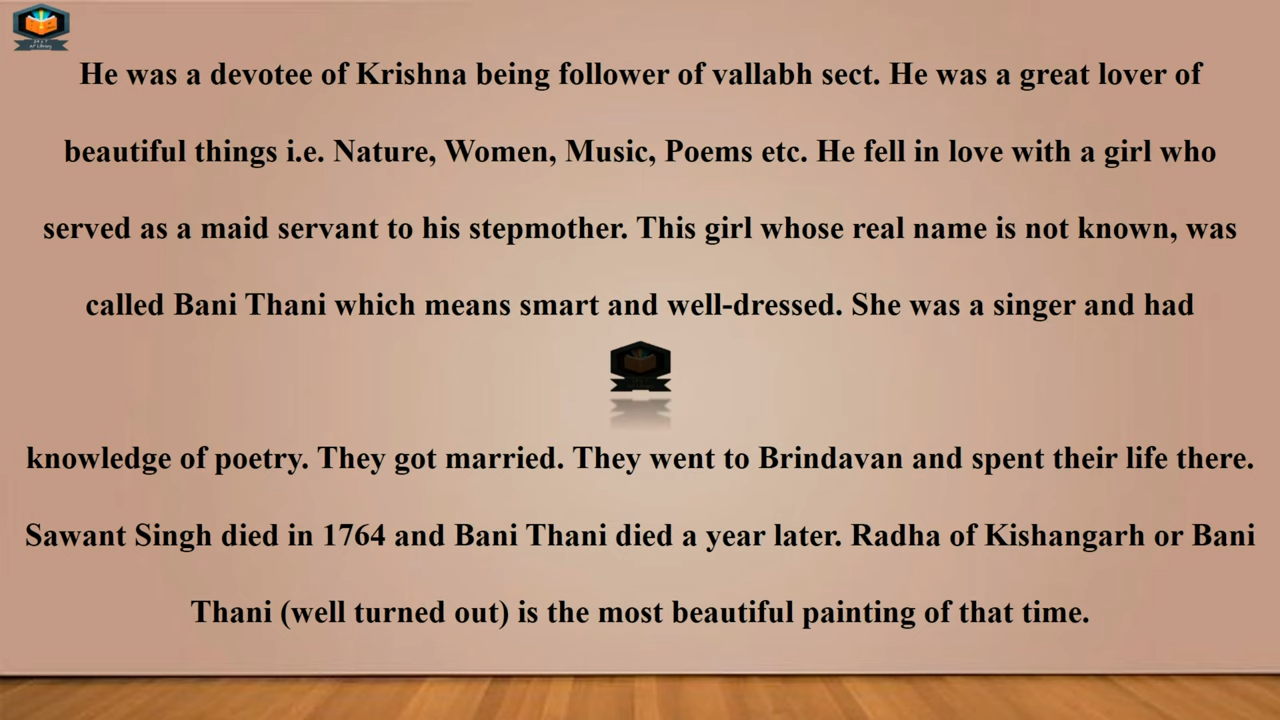 He was a devotee of Krishna being follower of vallabh sect. He was a great lover of
beautiful things i.e. Nature, Women, Music, Poems etc. He fell in love with a girl who
served as a maid servant to his stepmother. This girl whose real name is not known, was
called Bani Thani which means smart and well-dressed. She was a singer and had
knowledge of poetry. They got married. They went to Brindavan and spent their life there.
Sawant Singh died in 1764 and Bani Thani died a year later. Radha of Kishangarh or Bani
Thani (well turned out) is the most beautiful painting of that time.